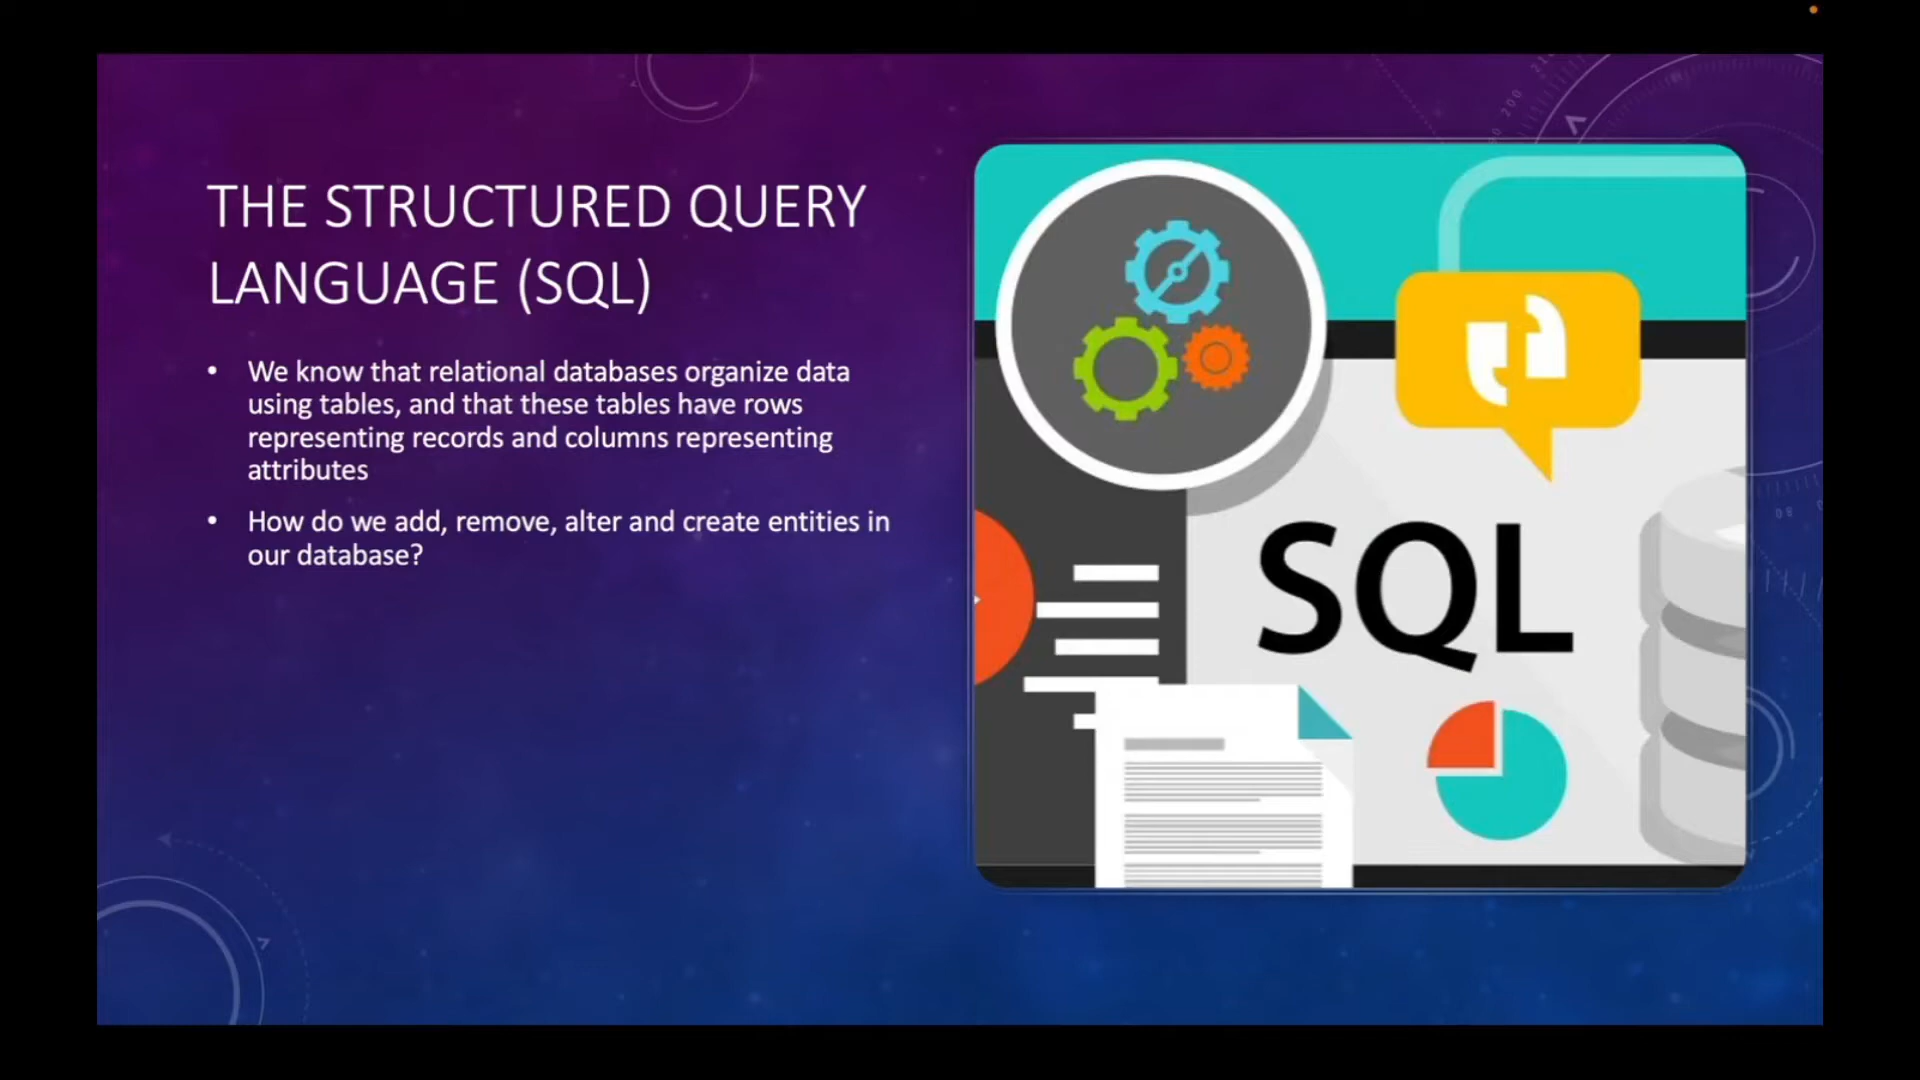 THE STRUCTURED QUERY
LANGUAGE (SQL)
• We know that relational databases organize data
using tables, and that these tables have rows
representing records and columns representing
attributes
• How do we add, remove, alter and create entities in
our database?
SQL
200